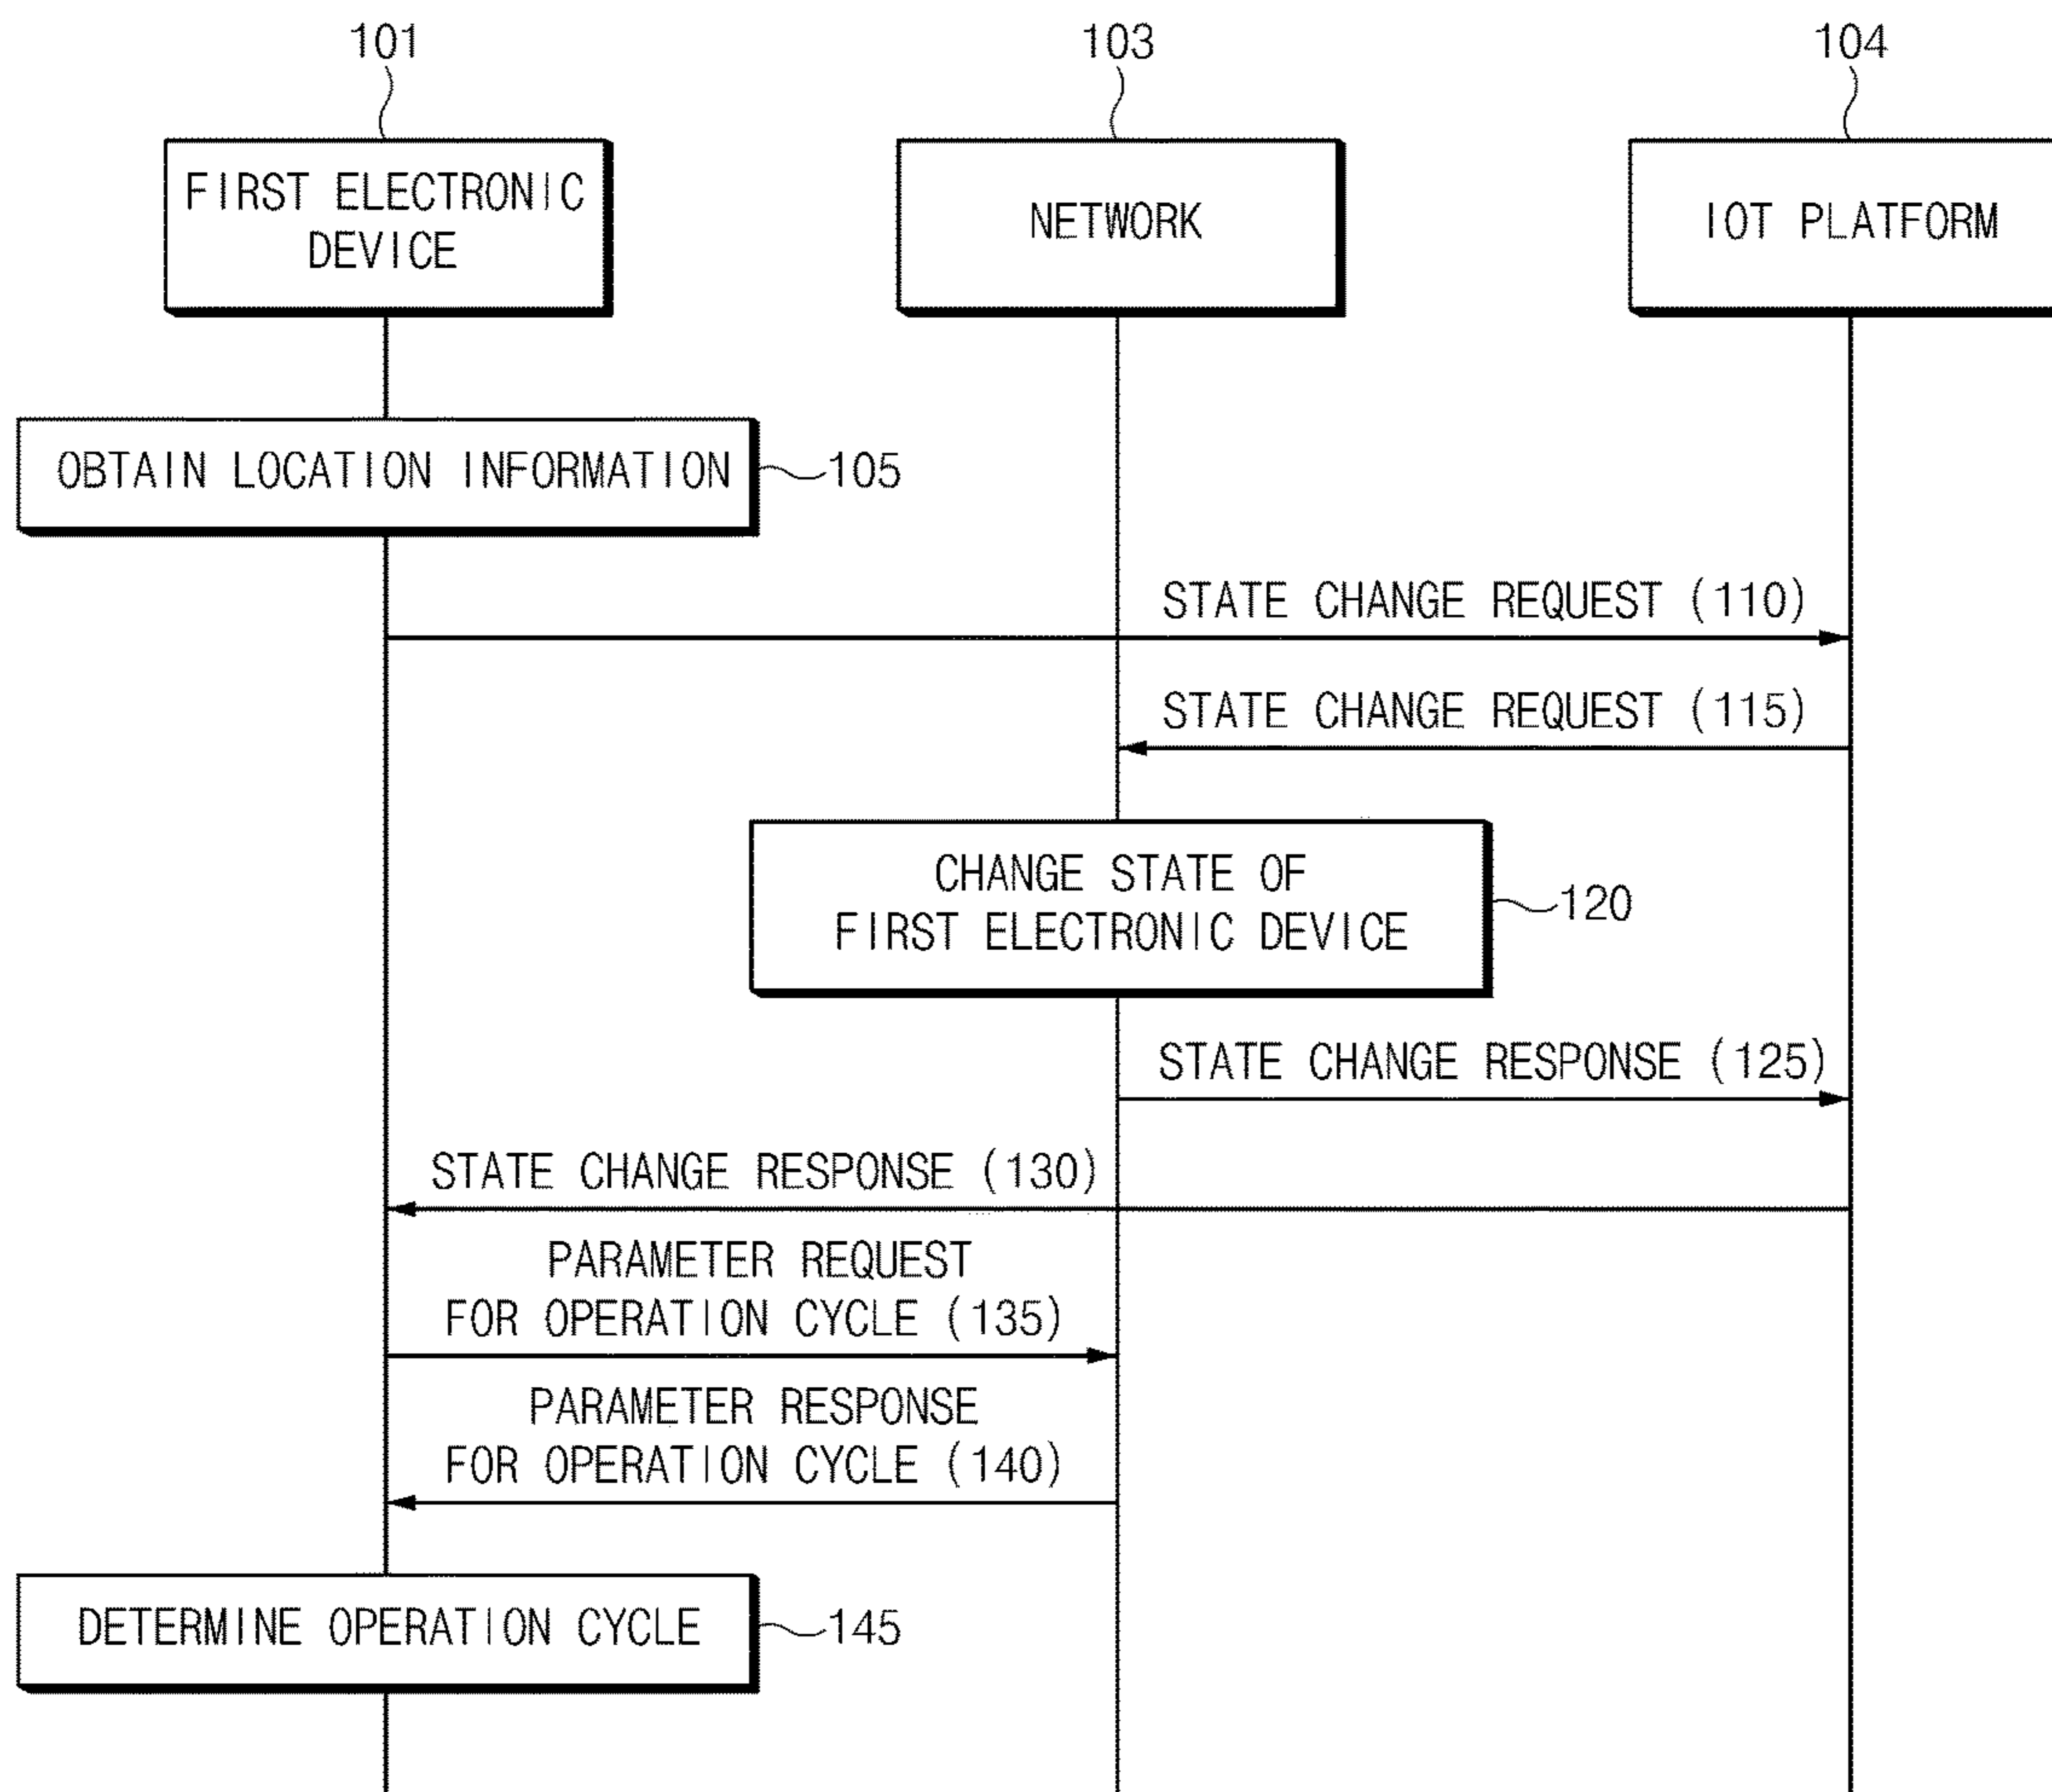 101
103
104
FIRST ELECTRONIC
DEVICE
NETWORK
IOT PLATFORM
OBTAIN LOCATION INFORMATION
105
STATE CHANGE REQUEST (110)
STATE CHANGE REQUEST (115)
CHANGE STATE OF
FIRST ELECTRONIC DEVICE
120
STATE CHANGE RESPONSE (125)
STATE CHANGE RESPONSE (130)
PARAMETER REQUEST
FOR OPERATION CYCLE (135)
PARAMETER RESPONSE
FOR OPERATION CYCLE (140)
DETERMINE OPERATION CYCLE
145